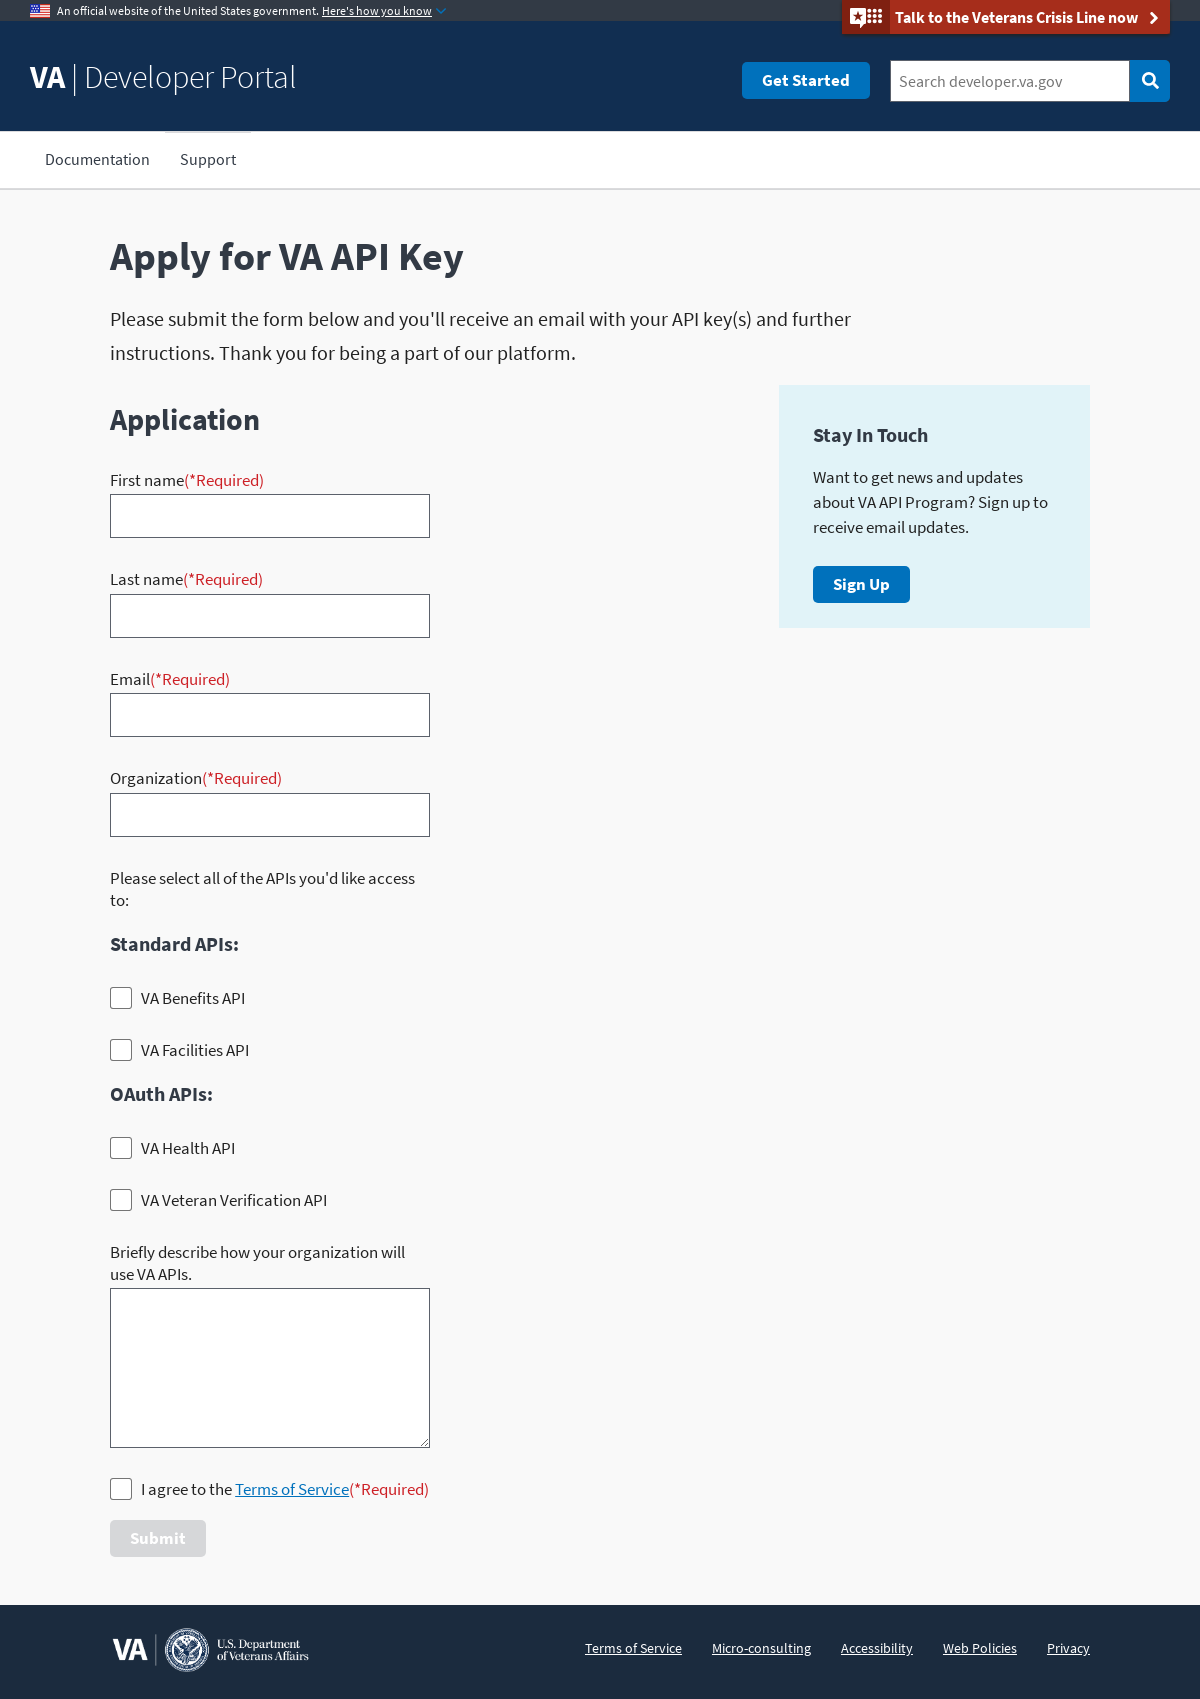 An official website of the United States government. Here's how you know
Talk to the Veterans Crisis Line now
VA | Developer Portal
Get Started
Search developer.va.gov
Documentation
Support
Apply for VA API Key
Please submit the form below and you'll receive an email with your API key(s) and further
instructions. Thank you for being a part of our platform.
Application
First name(*Required)
Last name(*Required)
Email(*Required)
Organization(*Required)
Please select all of the APIs you'd like access
to:
Standard APIs:
VA Benefits API
VA Facilities API
OAuth APIs:
VA Health API
VA Veteran Verification API
Briefly describe how your organization will
use VA APIs.
I agree to the Terms of Service(*Required)
Submit
Stay In Touch
Want to get news and updates
about VA API Program? Sign up to
receive email updates.
Sign Up
VA
U.S. Department
of Veterans Affairs
Terms of Service
Micro-consulting
Accessibility
Web Policies
Privacy